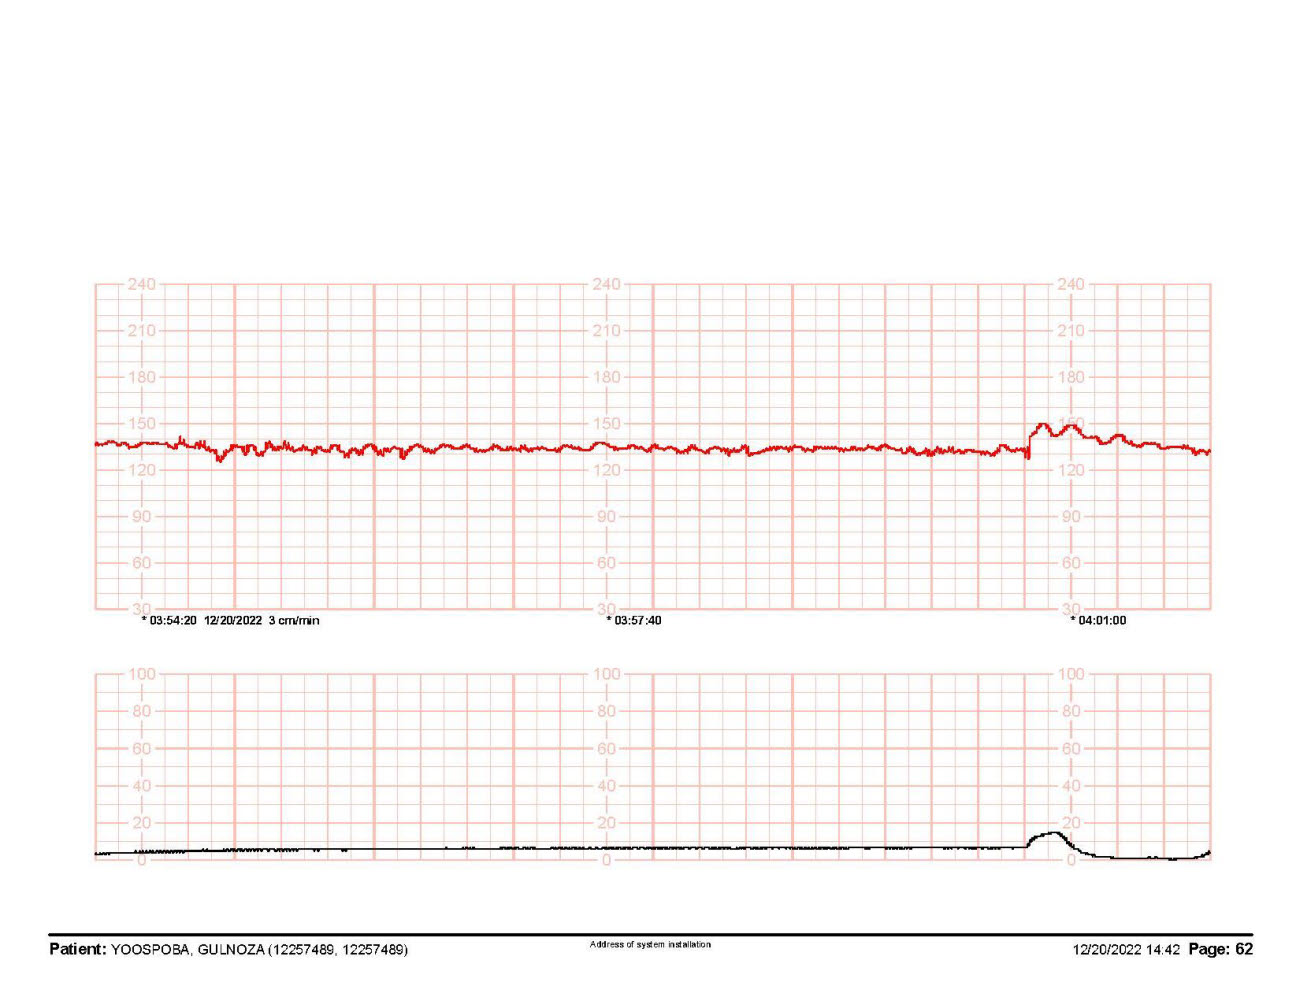 240 240 240
210 210 210
180 180 180
150 150 150
120 120 120
90 90 90
60 60 60
30 30 30
* 03:54:20 12/20/2022 3 cm/min * 03:57:40 * 04:01:00
100 100 100
80 80 80
60 60 60
40 40 40
20 20 20
0 0 0
Patient: YOOSPOBA, GULNOZA (12257489, 12257489) Address of system installation 12/20/2022 14:42 Page: 62